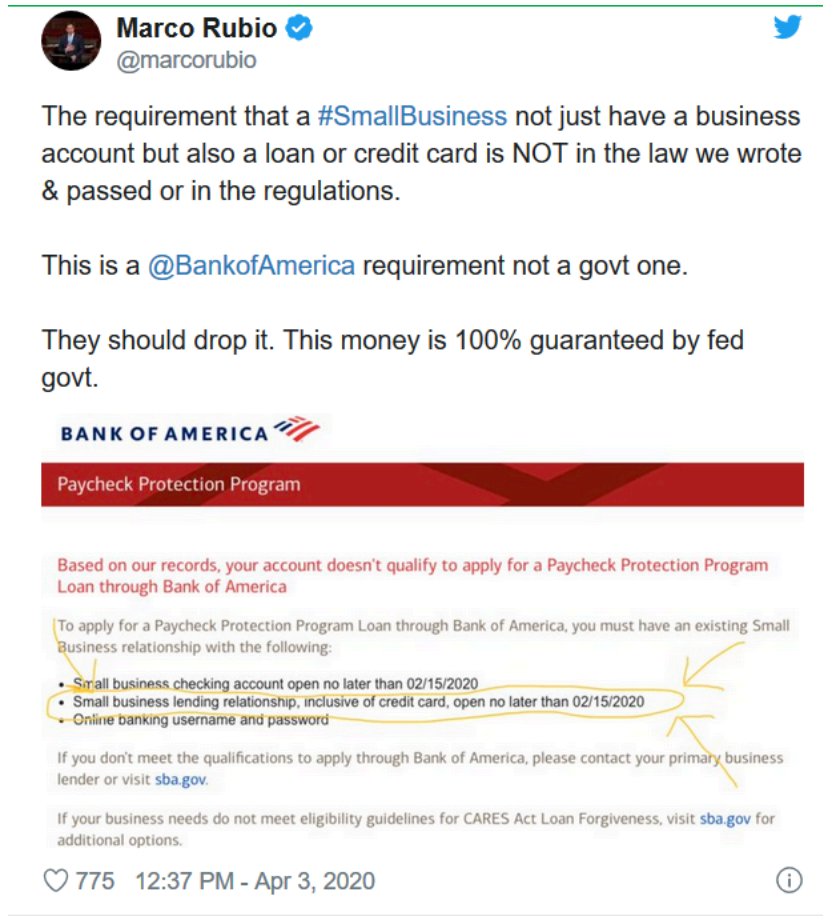 Marco Rubio
@marcorubio
The requirement that a #SmallBusiness not just have a business
account but also a loan or credit card is NOT in the law we wrote
& passed or in the regulations.
This is a @BankofAmerica requirement not a govt one.
They should drop it. This money is 100% guaranteed by fed
govt.
BANK OF AMERICA
Paycheck Protection Program
Based on our records, your account doesn't qualify to apply for a Paycheck Protection Program
Loan through Bank of America
To apply for a Paycheck Protection Program Loan through Bank of America, you must have an existing Small
Business relationship with the following:
• Small business checking account open no later than 02/15/2020
• Small business lending relationship, inclusive of credit card, open no later than 02/15/2020
• Online banking username and password
If you don't meet the qualifications to apply through Bank of America, please contact your primary business
lender or visit sba.gov.
If your business needs do not meet eligibility guidelines for CARES Act Loan Forgiveness, visit sba.gov for
additional options.
775 12:37 PM - Apr 3, 2020